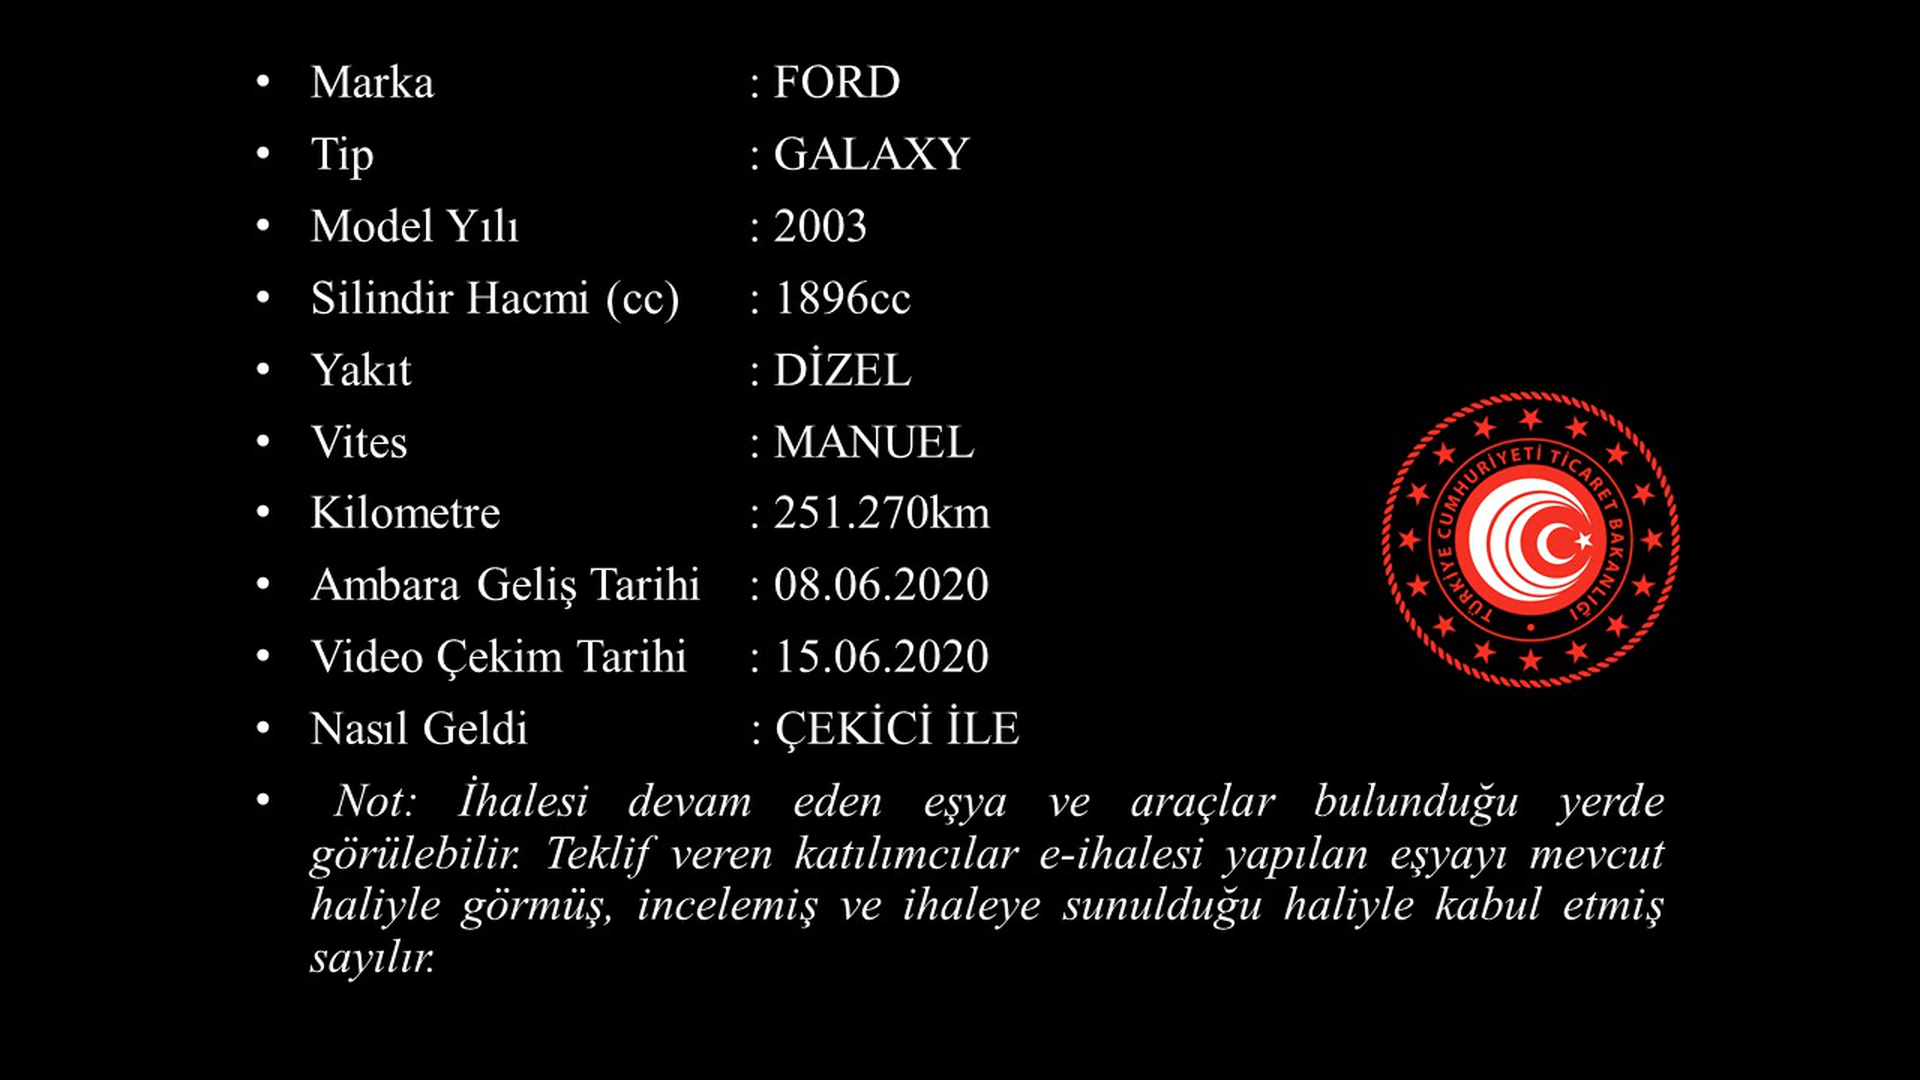 • Marka : FORD
• Tip : GALAXY
• Model Yılı : 2003
• Silindir Hacmi (cc) : 1896cc
• Yakıt : DİZEL
• Vites : MANUEL
• Kilometre : 251.270km
• Ambara Geliş Tarihi : 08.06.2020
• Video Çekim Tarihi : 15.06.2020
• Nasıl Geldi : ÇEKİCİ İLE
• Not: İhalesi devam eden eşya ve araçlar bulunduğu yerde
görülebilir. Teklif veren katılımcılar e-ihalesi yapılan eşyayı mevcut
haliyle görmüş, incelemiş ve ihaleye sunulduğu haliyle kabul etmiş
sayılır.
TÜRKİYE CUMHURİYETİ TİCARET BAKANLIĞI